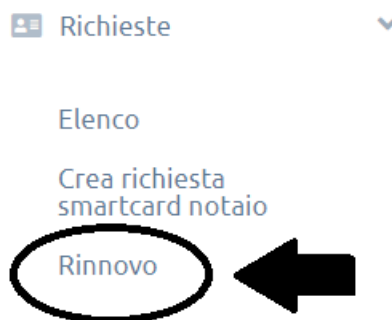 Richieste
Elenco
Crea richiesta
smartcard notaio
Rinnovo